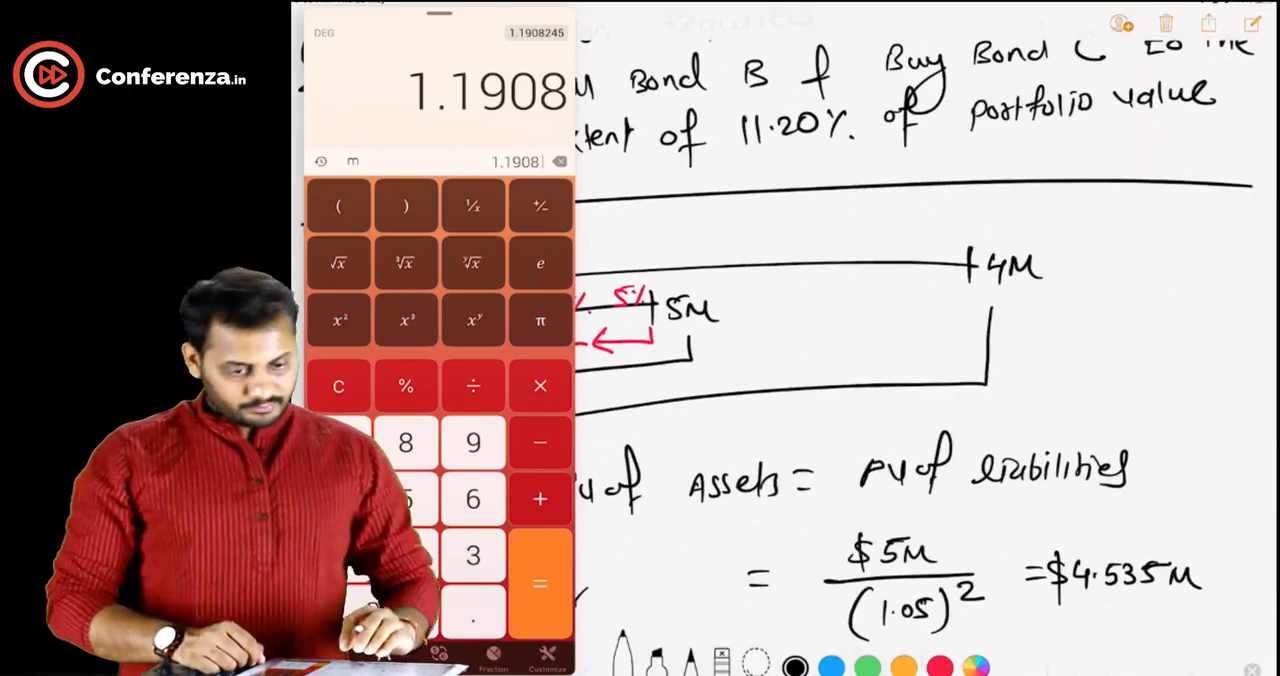 Conferenza.in
DEG
1.1908245
1.1908
m
1.1908
( ) ¹/x +/−
√x ³√x ʸ√x e
x² x³ xʸ π
C % ÷ ×
8 9 −
6 +
3 =
.
Fraction Customize
Bond B & Buy Bond C to the
of 11.20%. of portfolio value
4M
5% 5M
of Assets = PV of liabilities
= $5M / (1.05)² = $4.535M